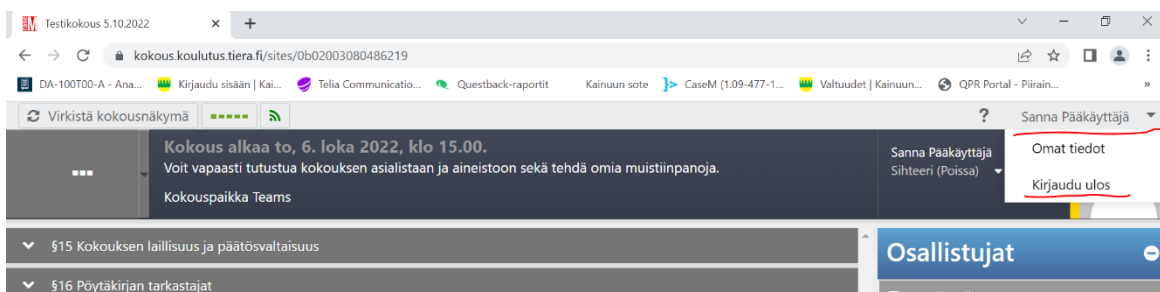 Testikokous 5.10.2022
kokous.koulutus.tiera.fi/sites/0b02003080486219
DA-100T00-A - Ana... Kirjaudu sisään | Kai... Telia Communicatio... Questback-raportit Kainuun sote CaseM (1.09-477-1... Valtuudet | Kainuun... QPR Portal - Piirain... »
Virkistä kokousnäkymä ? Sanna Pääkäyttäjä
Omat tiedot
Kirjaudu ulos
Kokous alkaa to, 6. loka 2022, klo 15.00.
Voit vapaasti tutustua kokouksen asialistaan ja aineistoon sekä tehdä omia muistiinpanoja.
Kokouspaikka Teams
Sanna Pääkäyttäjä
Sihteeri (Poissa)
§15 Kokouksen laillisuus ja päätösvaltaisuus
§16 Pöytäkirjan tarkastajat
Osallistujat